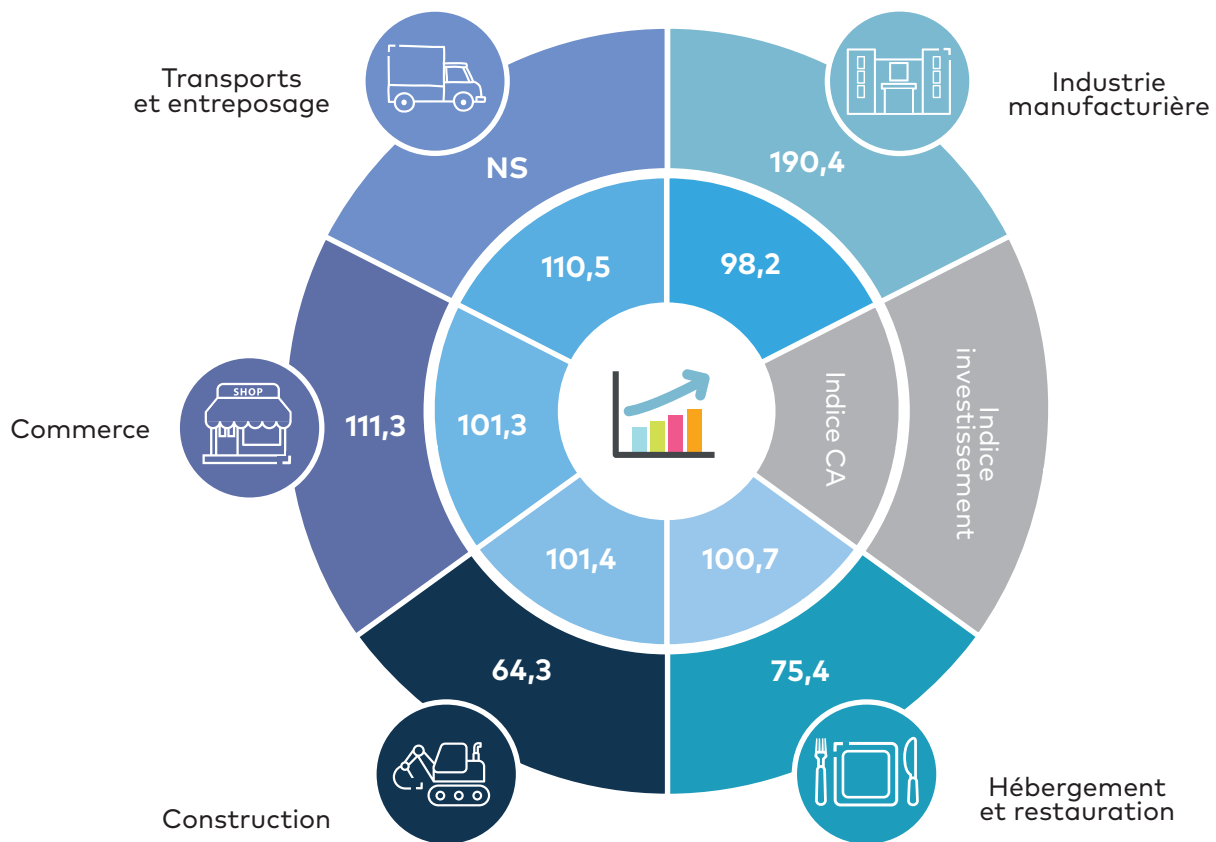 Transports
et entreposage
Industrie
manufacturière
NS
190,4
110,5
98,2
SHOP
Commerce
111,3
101,3
Indice CA
Indice
investissement
101,4
100,7
64,3
75,4
Construction
Hébergement
et restauration